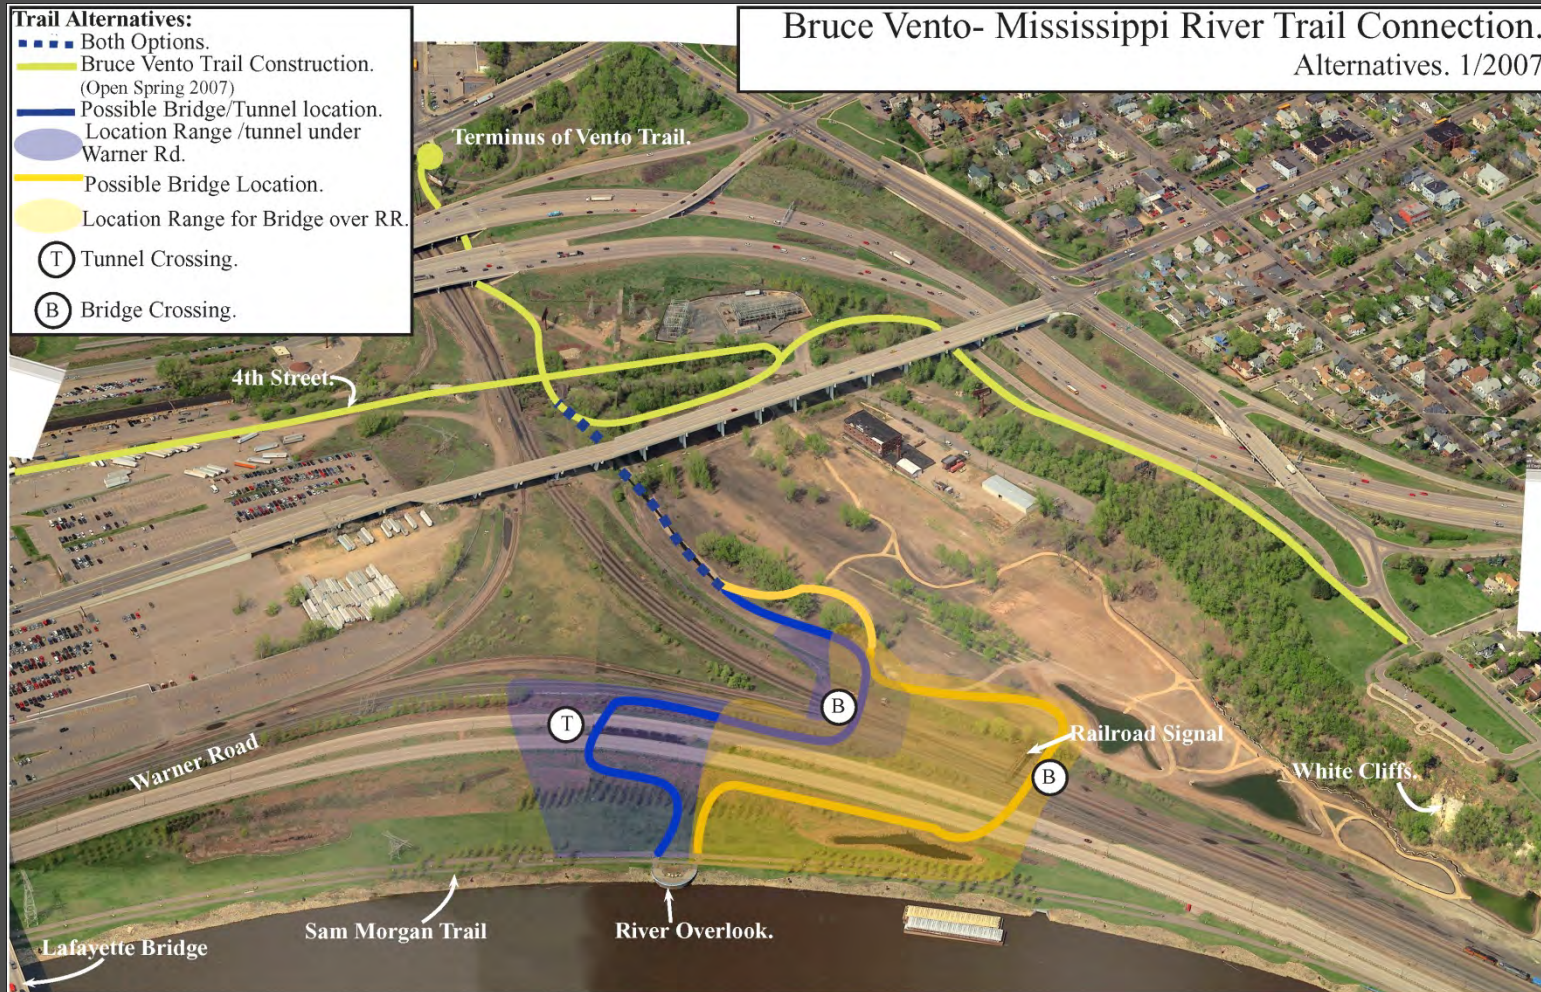 Trail Alternatives:
Both Options.
Bruce Vento Trail Construction.
(Open Spring 2007)
Possible Bridge/Tunnel location.
Location Range /tunnel under
Warner Rd.
Possible Bridge Location.
Location Range for Bridge over RR.
T Tunnel Crossing.
B Bridge Crossing.
Bruce Vento- Mississippi River Trail Connection.
Alternatives. 1/2007
Terminus of Vento Trail.
4th Street.
T
B
Railroad Signal
B
Warner Road
White Cliffs.
Sam Morgan Trail
River Overlook.
Lafayette Bridge